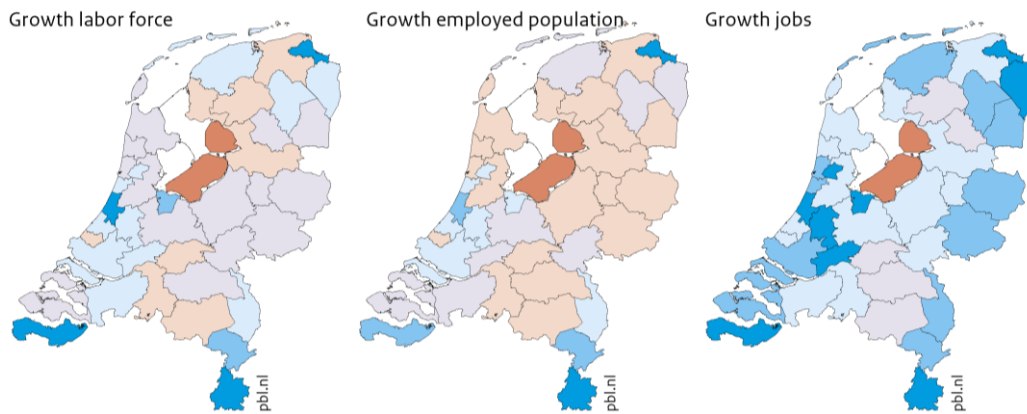 Growth labor force
Growth employed population
Growth jobs
pbl.nl
pbl.nl
pbl.nl